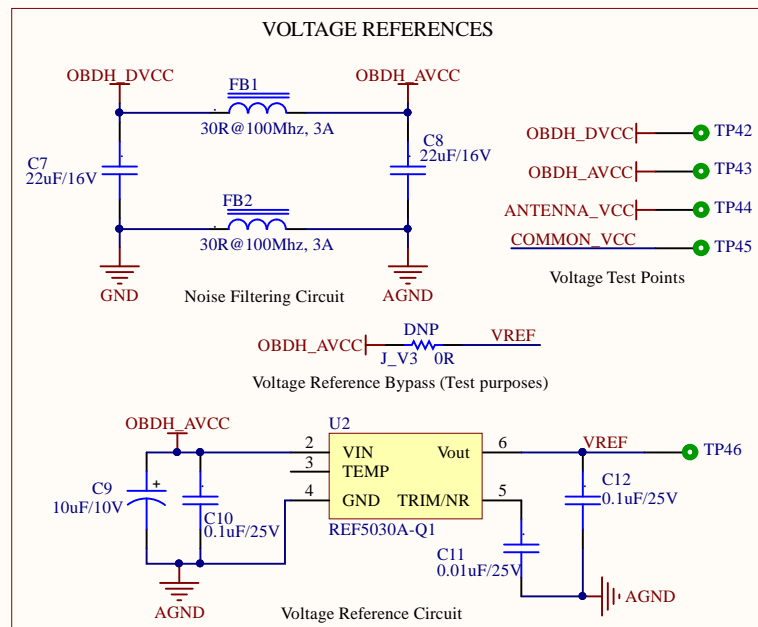 VOLTAGE REFERENCES
OBDH_DVCC
FB1
OBDH_AVCC
30R@100Mhz, 3A
C7
22uF/16V
C8
22uF/16V
FB2
30R@100Mhz, 3A
GND
Noise Filtering Circuit
AGND
OBDH_DVCC TP42
OBDH_AVCC TP43
ANTENNA_VCC TP44
COMMON_VCC TP45
Voltage Test Points
DNP
OBDH_AVCC VREF
J_V3 0R
Voltage Reference Bypass (Test purposes)
OBDH_AVCC
U2
2 VIN Vout 6 VREF TP46
3 TEMP
4 GND TRIM/NR 5
REF5030A-Q1
C9
10uF/10V
+
C10
0.1uF/25V
C11
0.01uF/25V
C12
0.1uF/25V
AGND
AGND
Voltage Reference Circuit